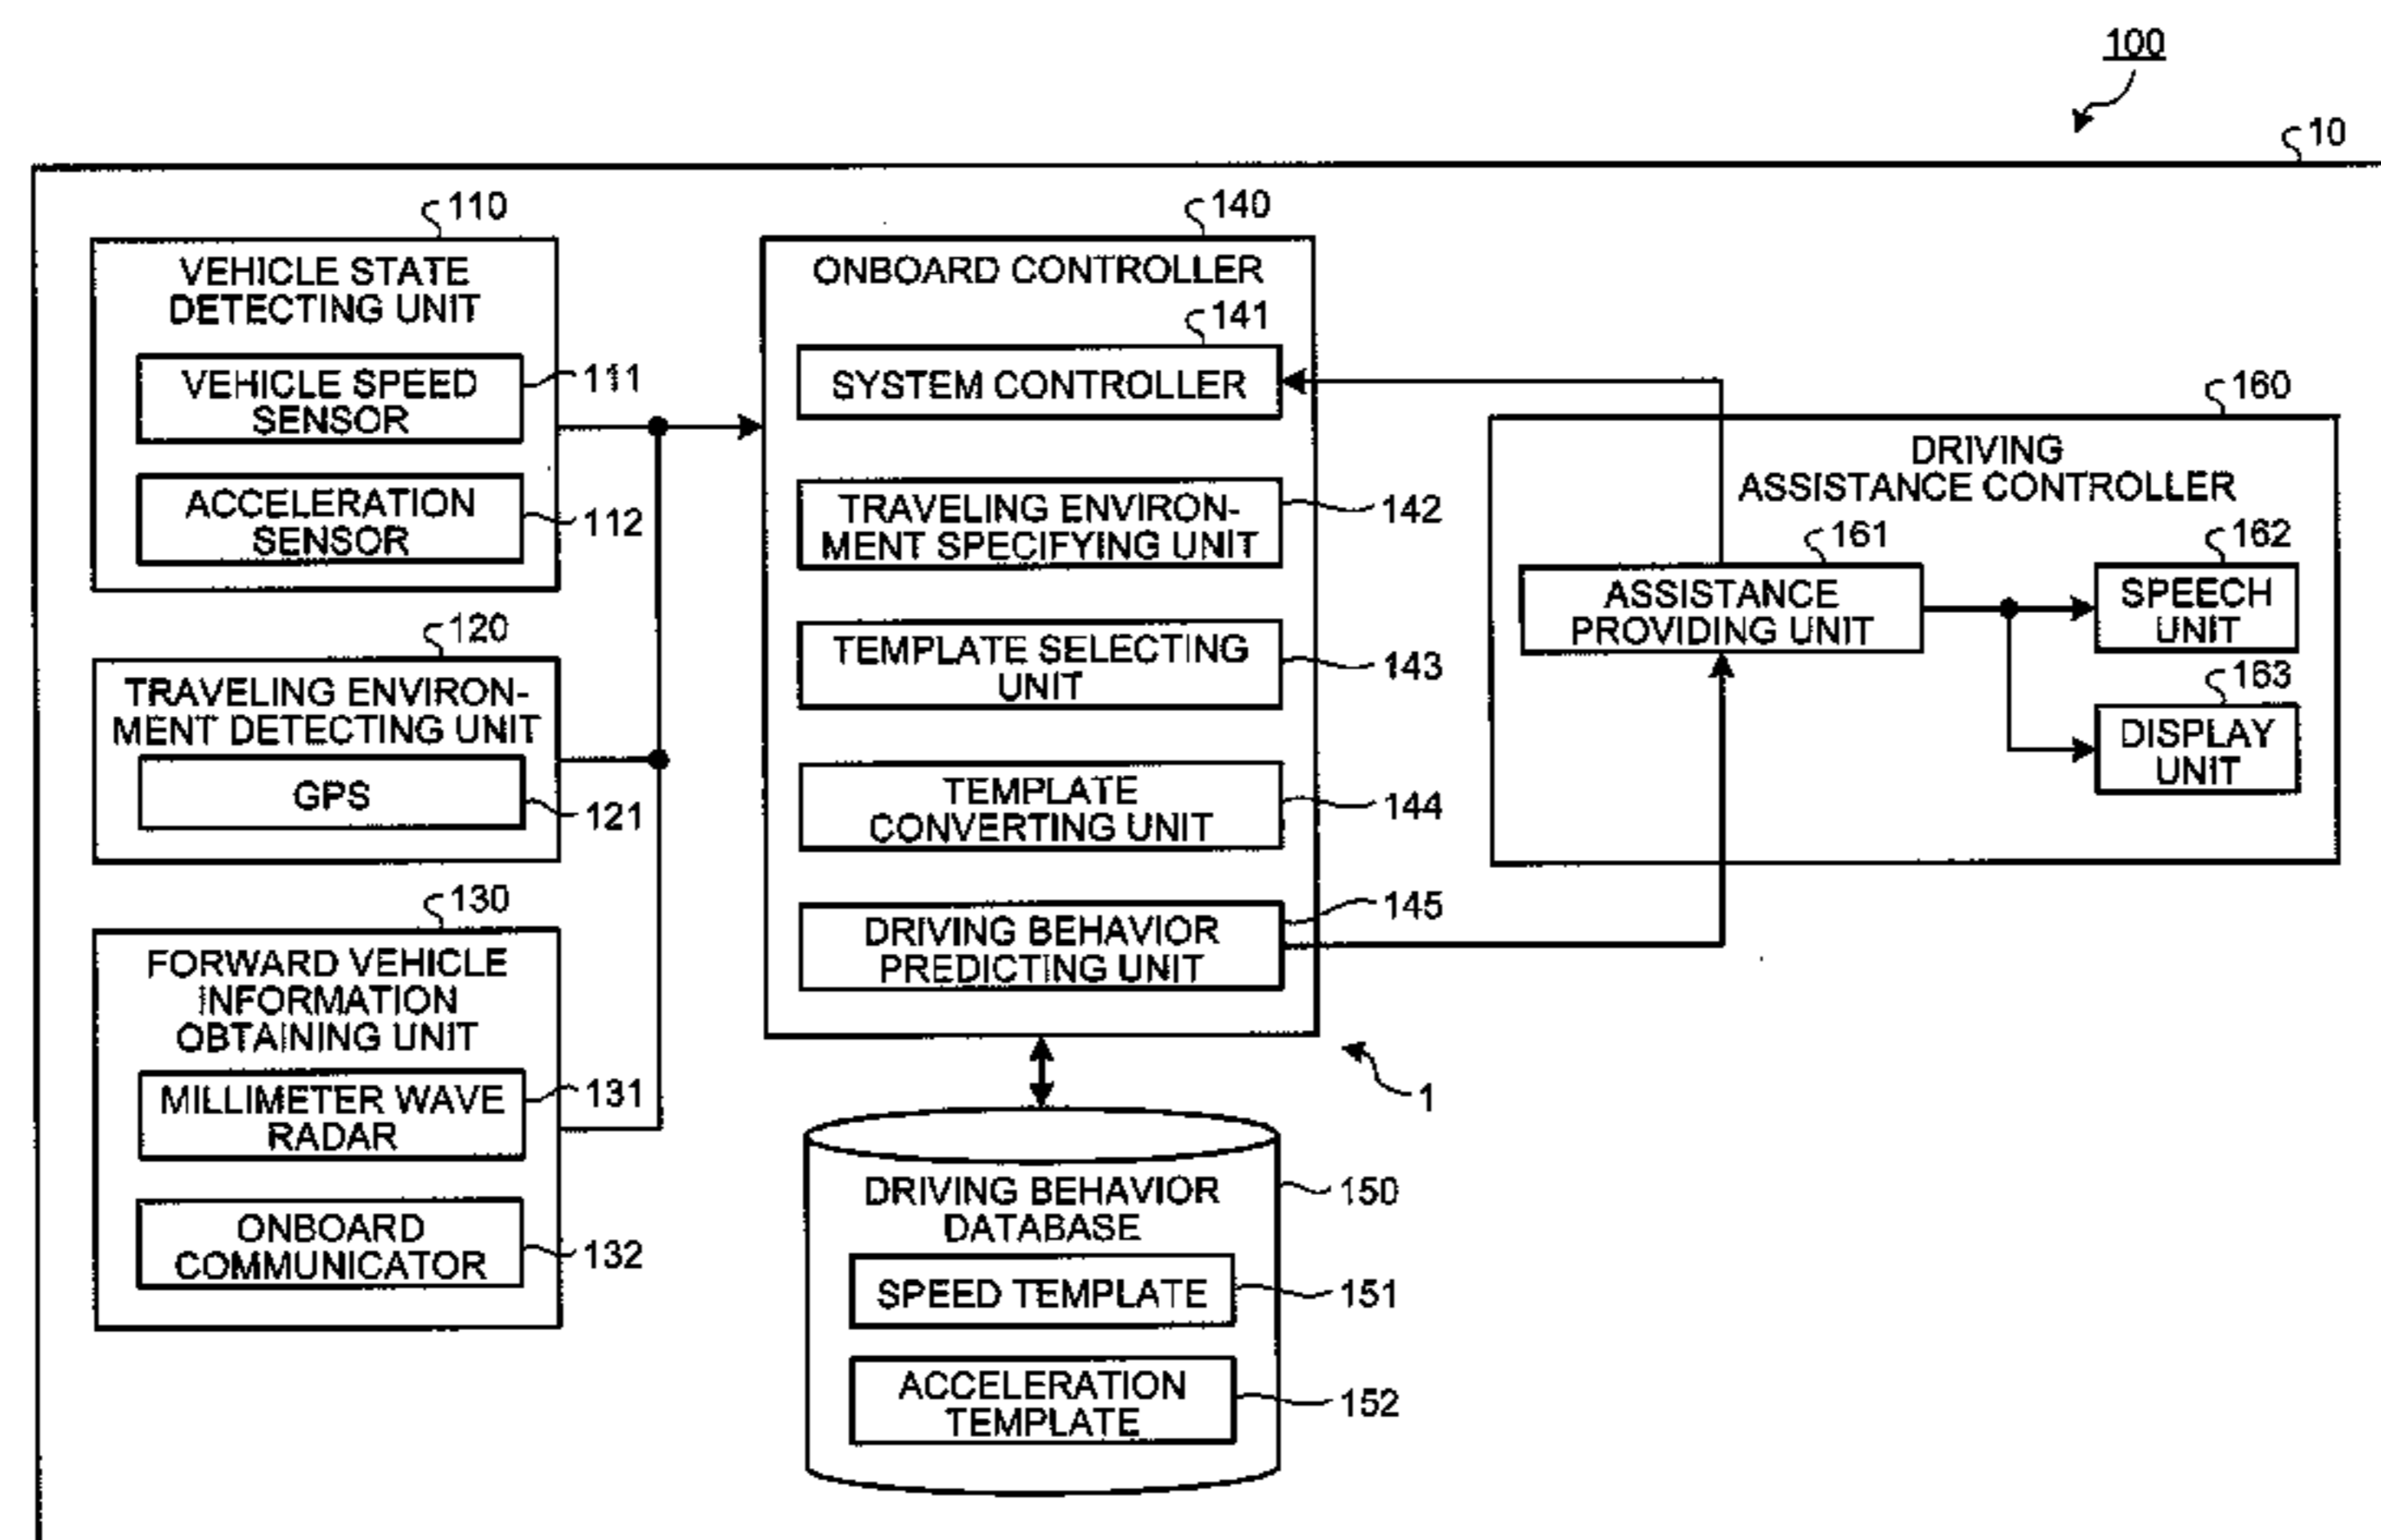 100
10
110
VEHICLE STATE
DETECTING UNIT
VEHICLE SPEED
SENSOR
111
ACCELERATION
SENSOR
112
120
TRAVELING ENVIRON-
MENT DETECTING UNIT
GPS
121
130
FORWARD VEHICLE
INFORMATION
OBTAINING UNIT
MILLIMETER WAVE
RADAR
131
ONBOARD
COMMUNICATOR
132
140
ONBOARD CONTROLLER
141
SYSTEM CONTROLLER
TRAVELING ENVIRON-
MENT SPECIFYING UNIT
142
TEMPLATE SELECTING
UNIT
143
TEMPLATE
CONVERTING UNIT
144
DRIVING BEHAVIOR
PREDICTING UNIT
145
1
DRIVING BEHAVIOR
DATABASE
150
SPEED TEMPLATE
151
ACCELERATION
TEMPLATE
152
160
DRIVING
ASSISTANCE CONTROLLER
161
ASSISTANCE
PROVIDING UNIT
162
SPEECH
UNIT
163
DISPLAY
UNIT